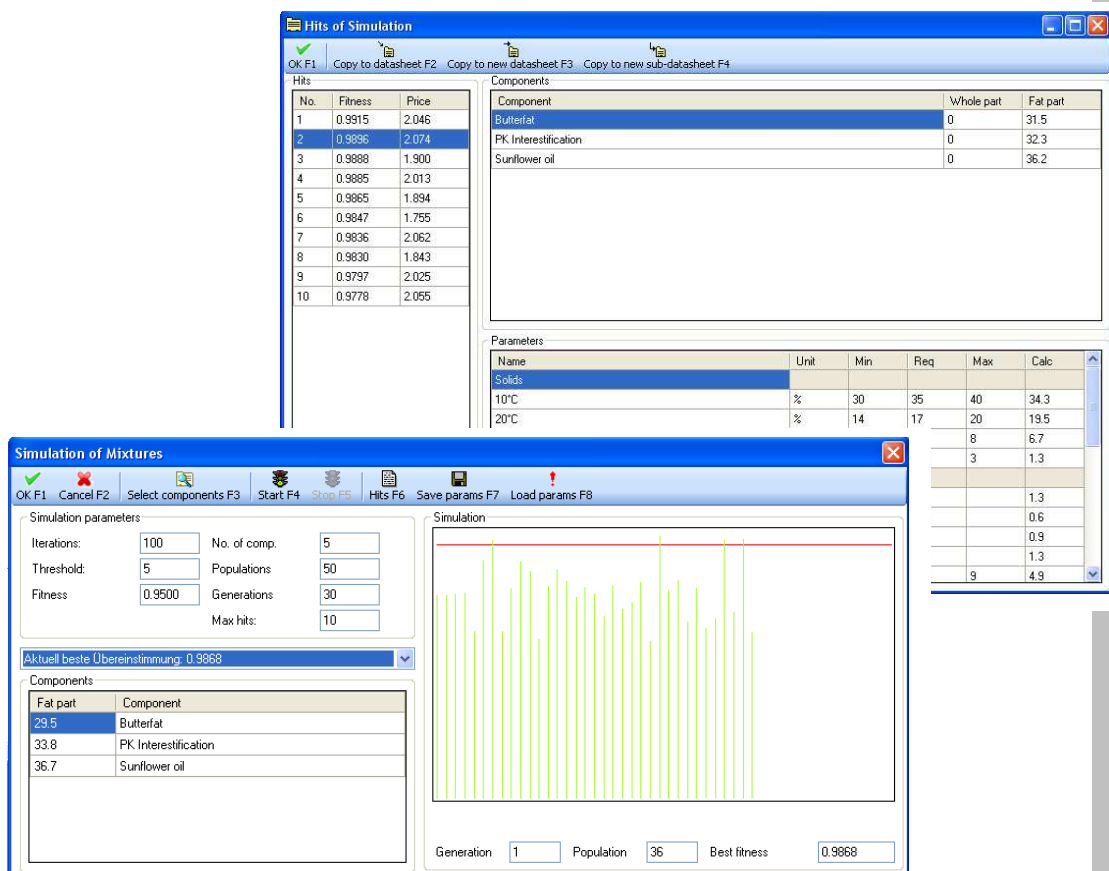 Hits of Simulation
OK F1 Copy to datasheet F2 Copy to new datasheet F3 Copy to new sub-datasheet F4
Hits
No. Fitness Price
1 0.9915 2.046
2 0.9896 2.074
3 0.9888 1.900
4 0.9885 2.013
5 0.9865 1.894
6 0.9847 1.755
7 0.9836 2.062
8 0.9830 1.843
9 0.9797 2.025
10 0.9778 2.055
Components
Component Whole part Fat part
Butterfat 0 31.5
PK Interestification 0 32.3
Sunflower oil 0 36.2
Parameters
Name Unit Min Req Max Calc
Solids
10°C % 30 35 40 34.3
20°C % 14 17 20 19.5
8 6.7
3 1.3
1.3
0.6
0.9
1.3
9 4.9
Simulation of Mixtures
OK F1 Cancel F2 Select components F3 Start F4 Stop F5 Hits F6 Save params F7 Load params F8
Simulation parameters
Iterations: 100 No. of comp. 5
Threshold: 5 Populations 50
Fitness 0.9500 Generations 30
Max hits: 10
Aktuell beste Übereinstimmung: 0.9868
Components
Fat part Component
29.5 Butterfat
33.8 PK Interestification
36.7 Sunflower oil
Simulation
Generation 1 Population 36 Best fitness 0.9868